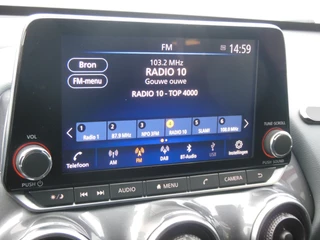 FM
14:59
Bron
103.2 MHz
RADIO 10
Gouwe ouwe
FM-menu
RADIO 10 - TOP 4000
1 2 3 4 5 6
Radio 1 87.9 MHz NPO 3FM RADIO 10 SLAM! 100.0 MHz
Telefoon AM FM DAB BT-Audio USB Instellingen
VOL
TUNE·SCROLL
PUSH
PUSH SOUND
AUDIO MENU CAMERA